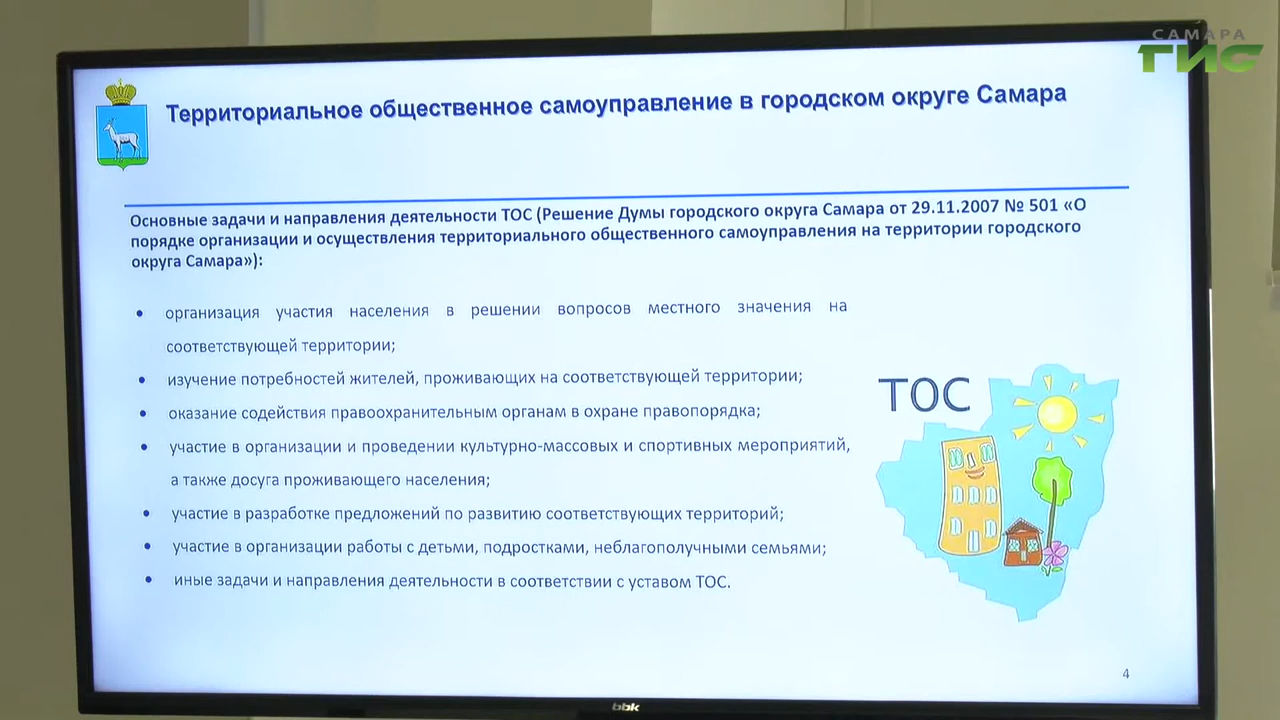 САМАРА
ГИС
Территориальное общественное самоуправление в городском округе Самара
Основные задачи и направления деятельности ТОС (Решение Думы городского округа Самара от 29.11.2007 № 501 «О
порядке организации и осуществления территориального общественного самоуправления на территории городского
округа Самара»):
• организация участия населения в решении вопросов местного значения на
соответствующей территории;
• изучение потребностей жителей, проживающих на соответствующей территории;
• оказание содействия правоохранительным органам в охране правопорядка;
• участие в организации и проведении культурно-массовых и спортивных мероприятий,
а также досуга проживающего населения;
• участие в разработке предложений по развитию соответствующих территорий;
• участие в организации работы с детьми, подростками, неблагополучными семьями;
• иные задачи и направления деятельности в соответствии с уставом ТОС.
ТОС
4
bbk